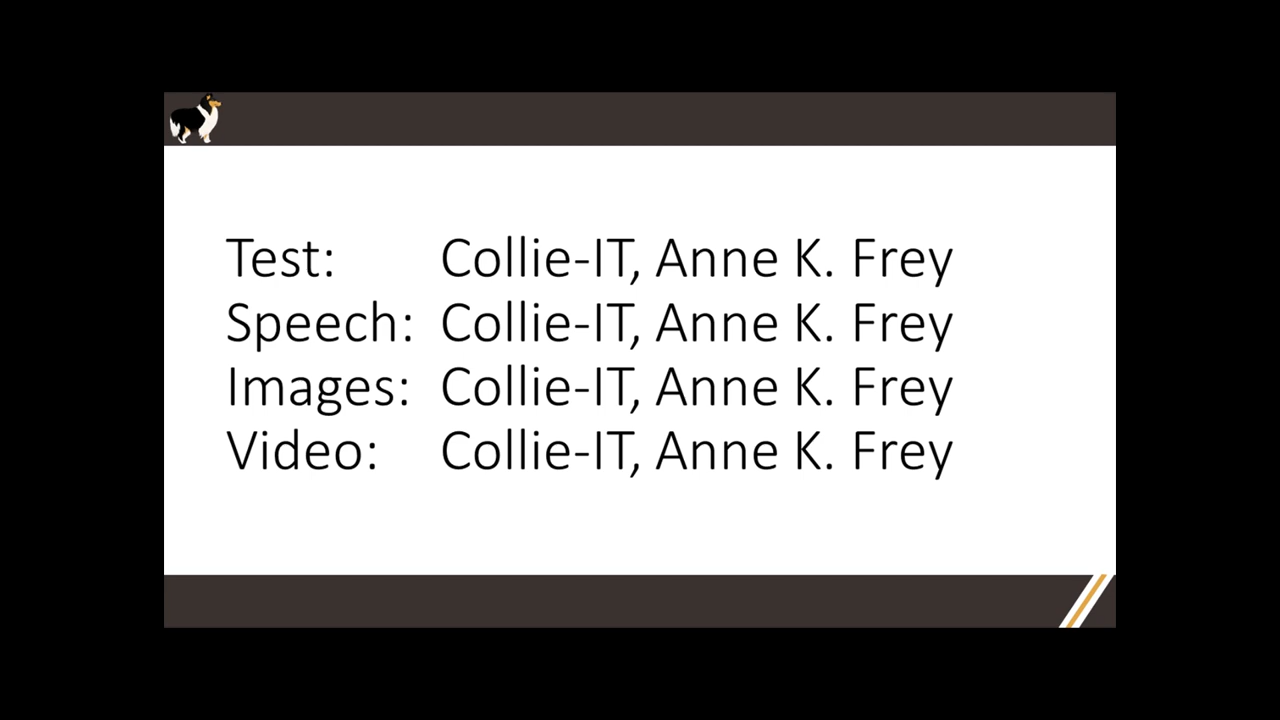 Test: Collie-IT, Anne K. Frey
Speech: Collie-IT, Anne K. Frey
Images: Collie-IT, Anne K. Frey
Video: Collie-IT, Anne K. Frey